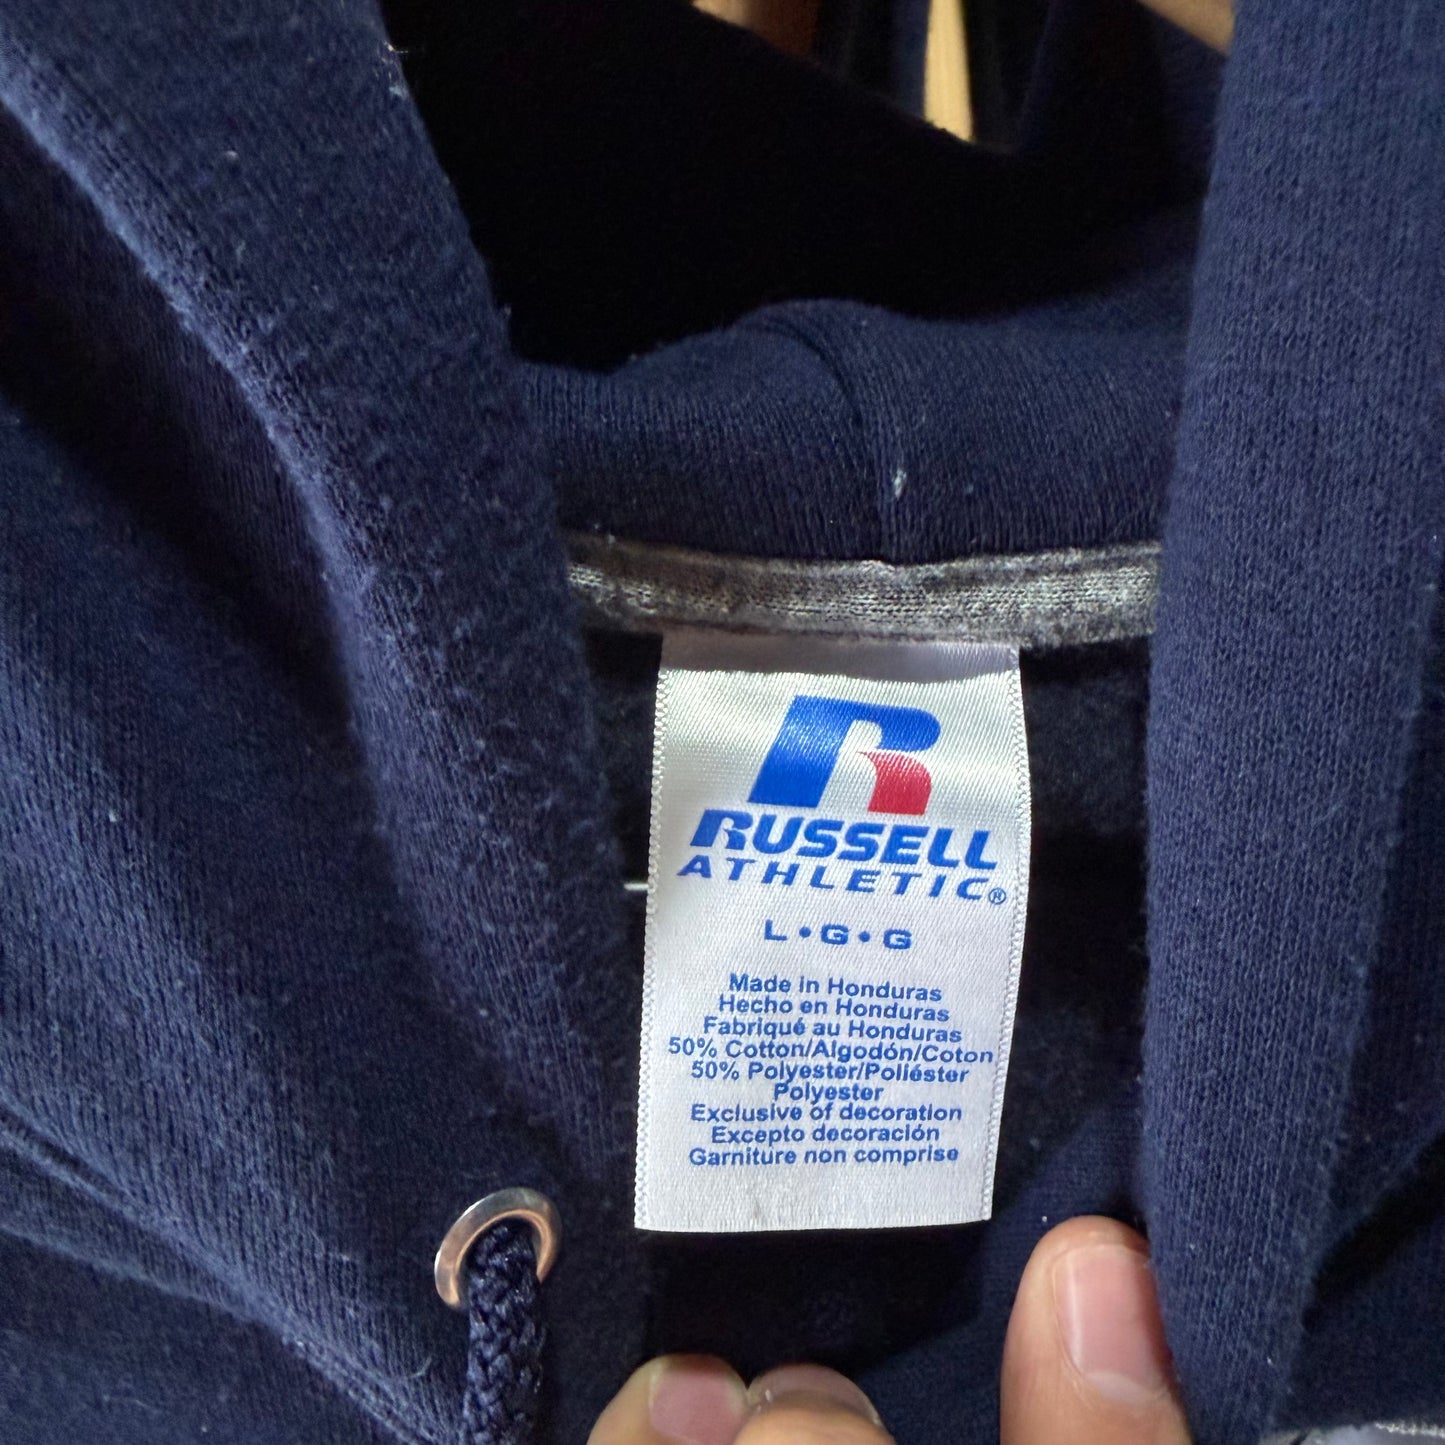 R
RUSSELL
ATHLETIC®
L•G•G
Made in Honduras
Hecho en Honduras
Fabriqué au Honduras
50% Cotton/Algodón/Coton
50% Polyester/Poliéster
Polyester
Exclusive of decoration
Excepto decoración
Garniture non comprise